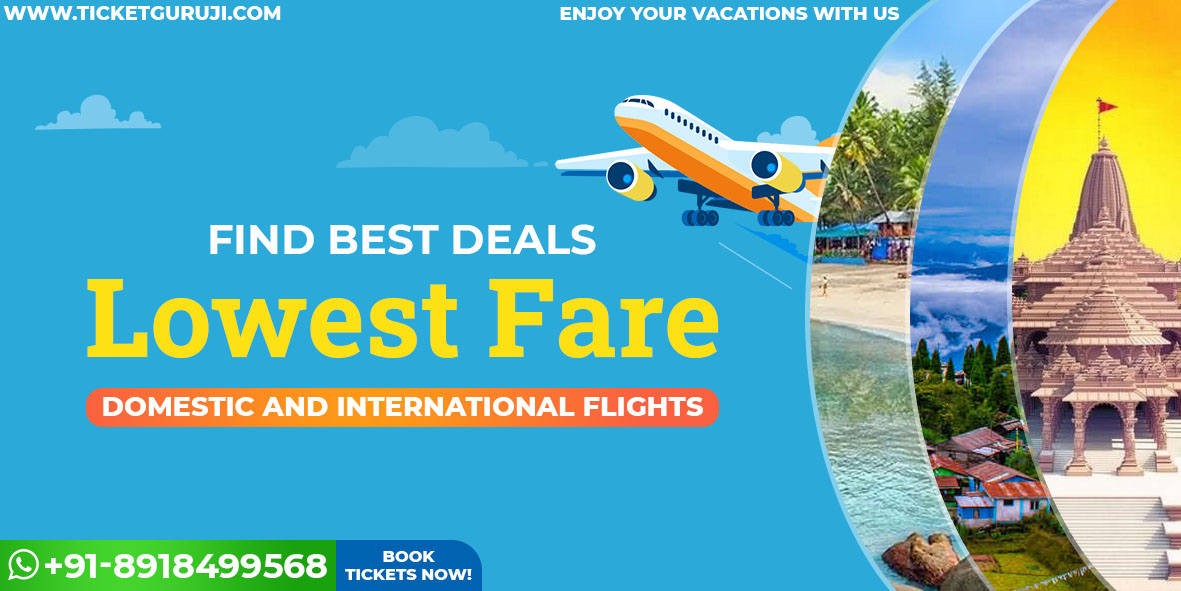 WWW.TICKETGURUJI.COM
ENJOY YOUR VACATIONS WITH US
FIND BEST DEALS
Lowest Fare
DOMESTIC AND INTERNATIONAL FLIGHTS
+91-8918499568
BOOK
TICKETS NOW!